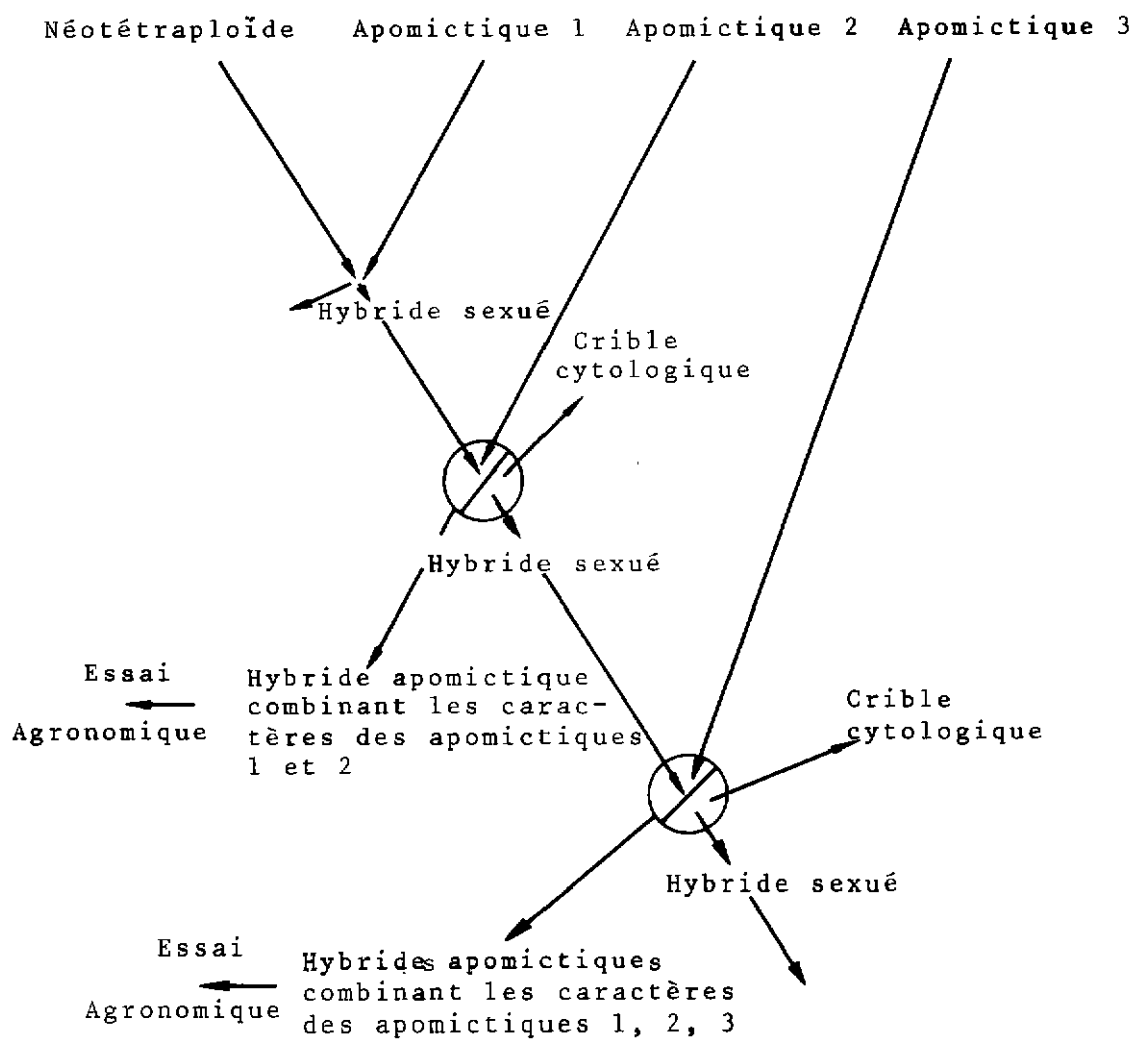 Néotétraploïde Apomictique 1 Apomictique 2 Apomictique 3
Hybride sexué
Crible
cytologique
Hybride sexué
Essai
Agronomique
Hybride apomictique
combinant les carac-
tères des apomictiques
1 et 2
Crible
cytologique
Hybride sexué
Essai
Agronomique
Hybrides apomictiques
combinant les caractères
des apomictiques 1, 2, 3